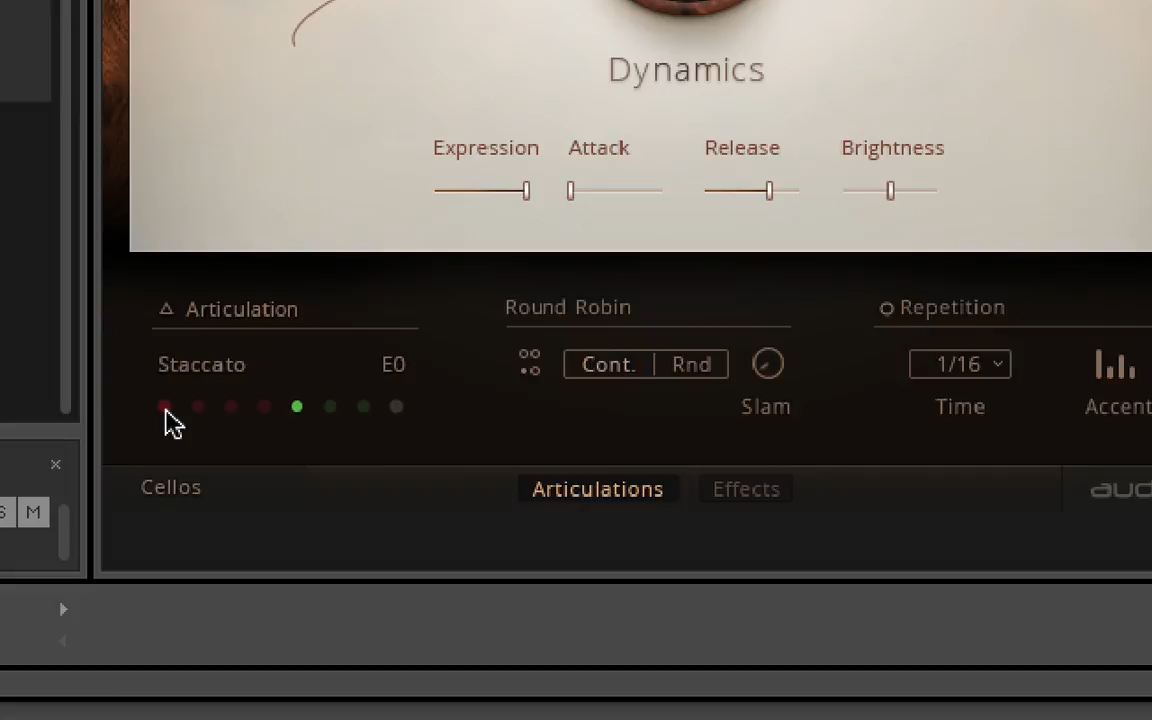 Dynamics
Expression Attack Release Brightness
Articulation Round Robin Repetition
Staccato E0 Cont. Rnd 1/16
Slam Time Accent
S M
Cellos Articulations Effects aud